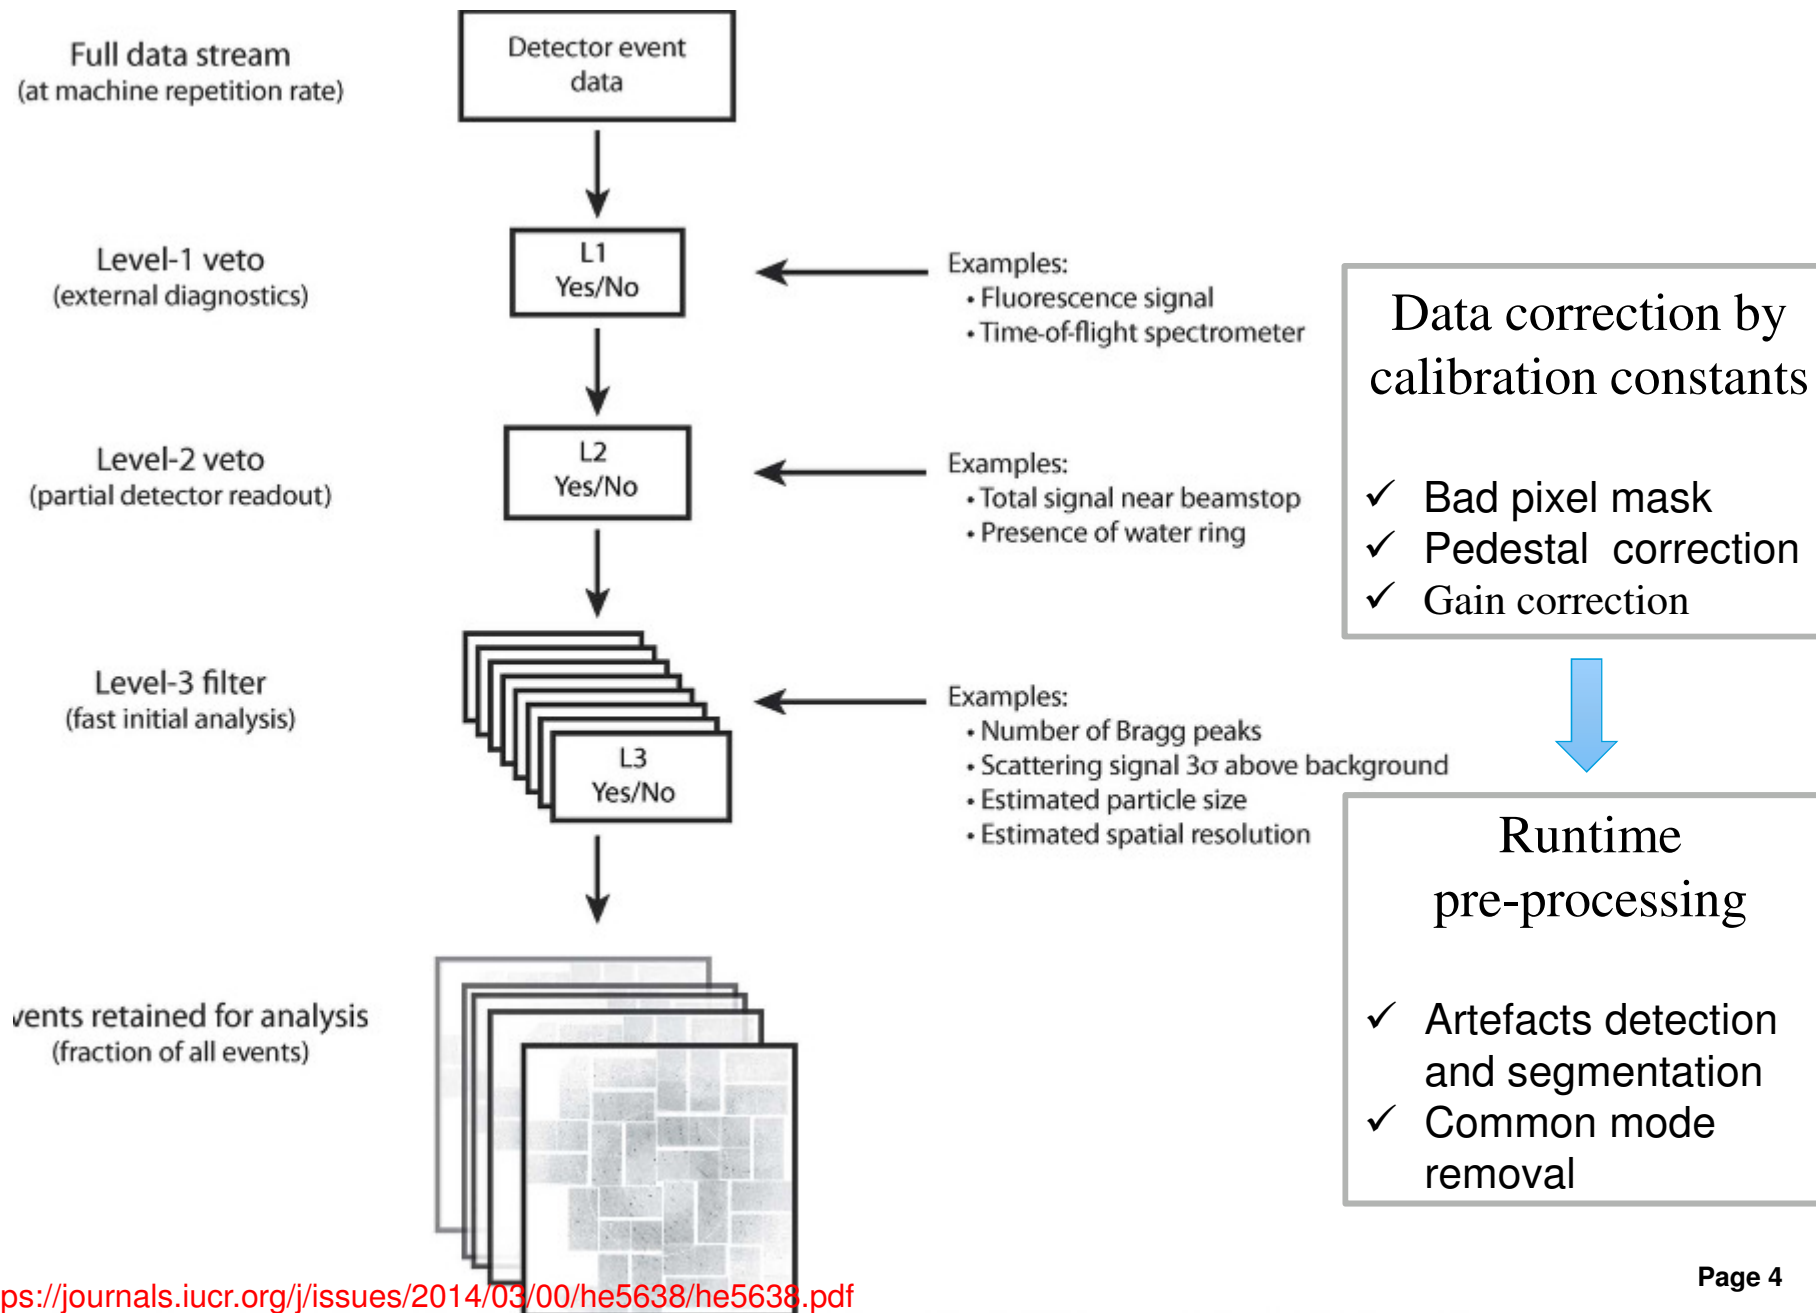 Full data stream
(at machine repetition rate)
Detector event
data
Level-1 veto
(external diagnostics)
L1
Yes/No
Examples:
• Fluorescence signal
• Time-of-flight spectrometer
Level-2 veto
(partial detector readout)
L2
Yes/No
Examples:
• Total signal near beamstop
• Presence of water ring
Level-3 filter
(fast initial analysis)
L3
Yes/No
Examples:
• Number of Bragg peaks
• Scattering signal 3σ above background
• Estimated particle size
• Estimated spatial resolution
vents retained for analysis
(fraction of all events)
Data correction by
calibration constants
✓ Bad pixel mask
✓ Pedestal correction
✓ Gain correction
Runtime
pre-processing
✓ Artefacts detection
and segmentation
✓ Common mode
removal
ps://journals.iucr.org/j/issues/2014/03/00/he5638/he5638.pdf
Page 4